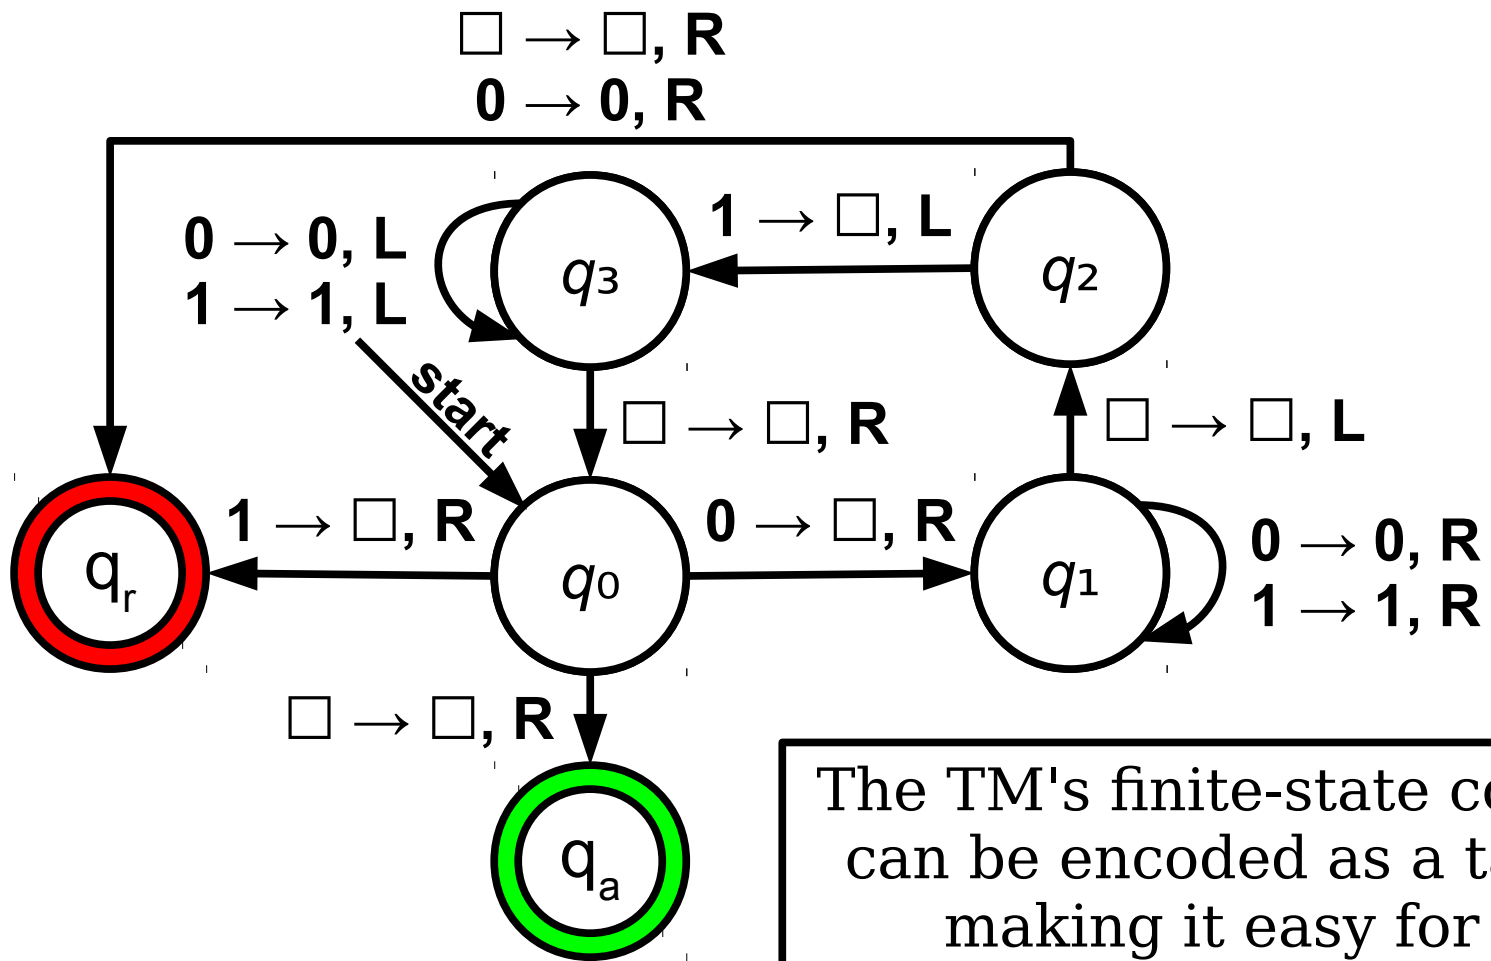 □ → □, R
0 → 0, R
1 → □, L
0 → 0, L
1 → 1, L
q₃
q₂
start
□ → □, R
□ → □, L
1 → □, R
0 → □, R
0 → 0, R
1 → 1, R
qᵣ
q₀
q₁
□ → □, R
qₐ
The TM's finite-state
can be encoded as a
making it easy for